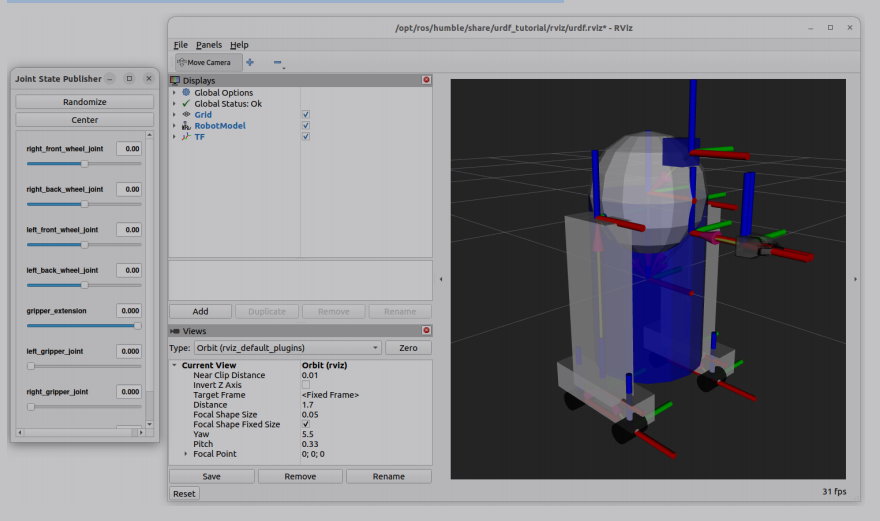 /opt/ros/humble/share/urdf_tutorial/rviz/urdf.rviz* - RViz
File Panels Help
Move Camera
Joint State Publisher
Randomize
Center
right_front_wheel_joint 0.00
right_back_wheel_joint 0.00
left_front_wheel_joint 0.00
left_back_wheel_joint 0.00
gripper_extension 0.000
left_gripper_joint 0.000
right_gripper_joint 0.000
Displays
Global Options
Global Status: Ok
Grid
RobotModel
TF
Add Duplicate Remove Rename
Views
Type: Orbit (rviz_default_plugins) Zero
Current View Orbit (rviz)
Near Clip Distance 0.01
Invert Z Axis
Target Frame <Fixed Frame>
Distance 1.7
Focal Shape Size 0.05
Focal Shape Fixed Size
Yaw 5.5
Pitch 0.33
Focal Point 0; 0; 0
Save Remove Rename
Reset
31 fps